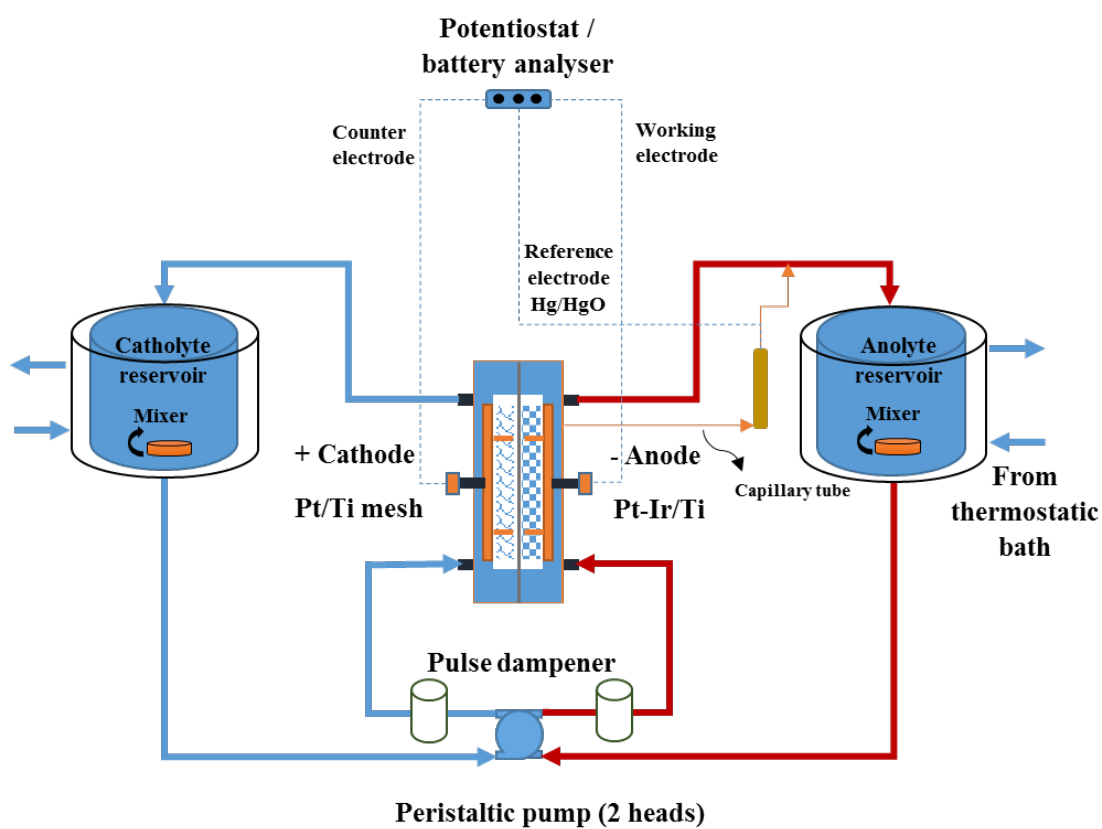 Potentiostat /
battery analyser
Counter
electrode
Working
electrode
Reference
electrode
Hg/HgO
Catholyte
reservoir
Mixer
Anolyte
reservoir
Mixer
+ Cathode
Pt/Ti mesh
- Anode
Pt-Ir/Ti
Capillary tube
From
thermostatic
bath
Pulse dampener
Peristaltic pump (2 heads)